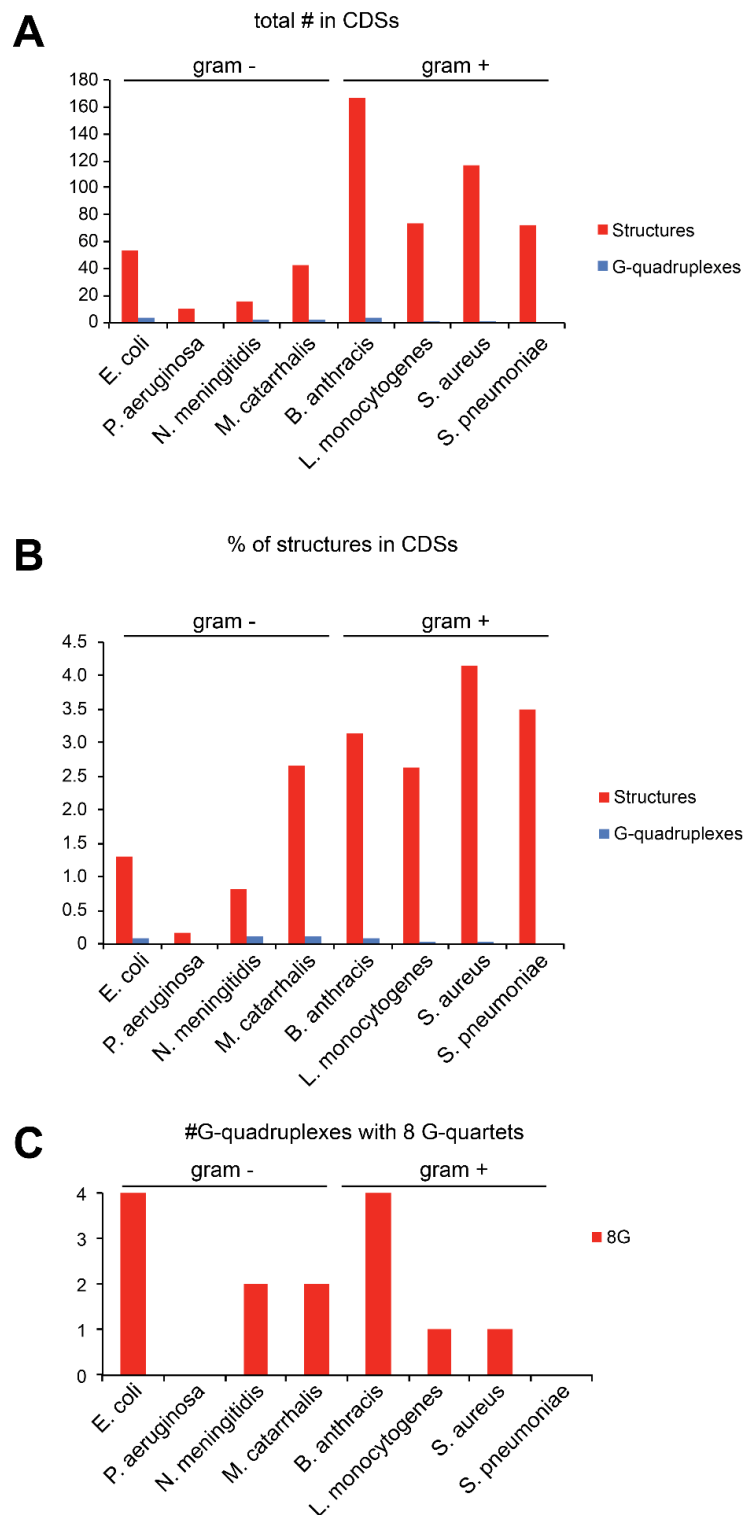 A
total # in CDSs
gram -
gram +
180
160
140
120
100
80
60
40
20
0
Structures
G-quadruplexes
E. coli
P. aeruginosa
N. meningitidis
M. catarrhalis
B. anthracis
L. monocytogenes
S. aureus
S. pneumoniae
B
% of structures in CDSs
gram -
gram +
4.5
4.0
3.5
3.0
2.5
2.0
1.5
1.0
0.5
0
Structures
G-quadruplexes
E. coli
P. aeruginosa
N. meningitidis
M. catarrhalis
B. anthracis
L. monocytogenes
S. aureus
S. pneumoniae
C
#G-quadruplexes with 8 G-quartets
gram -
gram +
4
3
2
1
0
8G
E. coli
P. aeruginosa
N. meningitidis
M. catarrhalis
B. anthracis
L. monocytogenes
S. aureus
S. pneumoniae